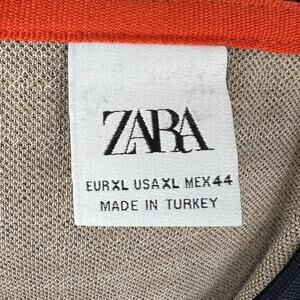 ZARA
EUR XL USA XL MEX 44
MADE IN TURKEY